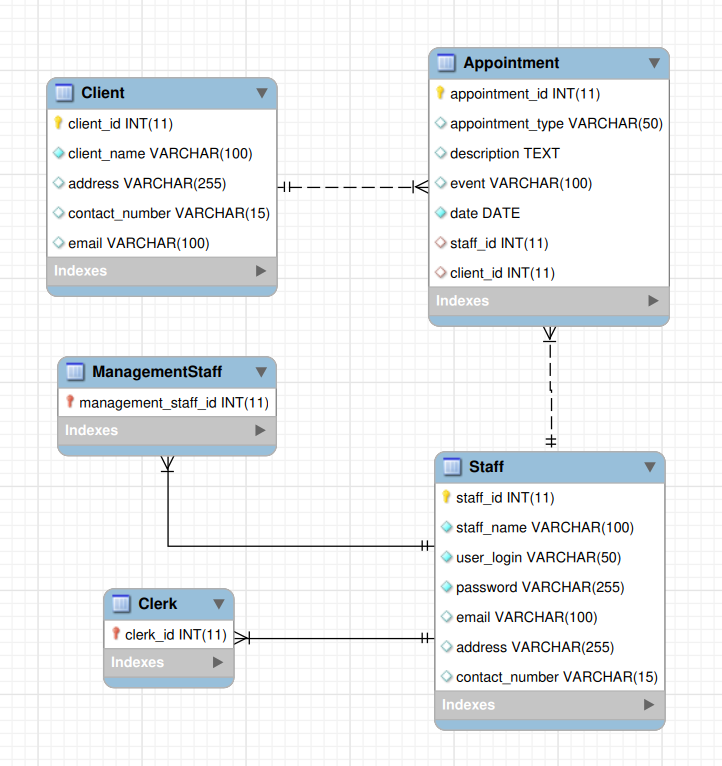 Client
client_id INT(11)
client_name VARCHAR(100)
address VARCHAR(255)
contact_number VARCHAR(15)
email VARCHAR(100)
Indexes
Appointment
appointment_id INT(11)
appointment_type VARCHAR(50)
description TEXT
event VARCHAR(100)
date DATE
staff_id INT(11)
client_id INT(11)
Indexes
ManagementStaff
management_staff_id INT(11)
Indexes
Staff
staff_id INT(11)
staff_name VARCHAR(100)
user_login VARCHAR(50)
password VARCHAR(255)
email VARCHAR(100)
address VARCHAR(255)
contact_number VARCHAR(15)
Indexes
Clerk
clerk_id INT(11)
Indexes